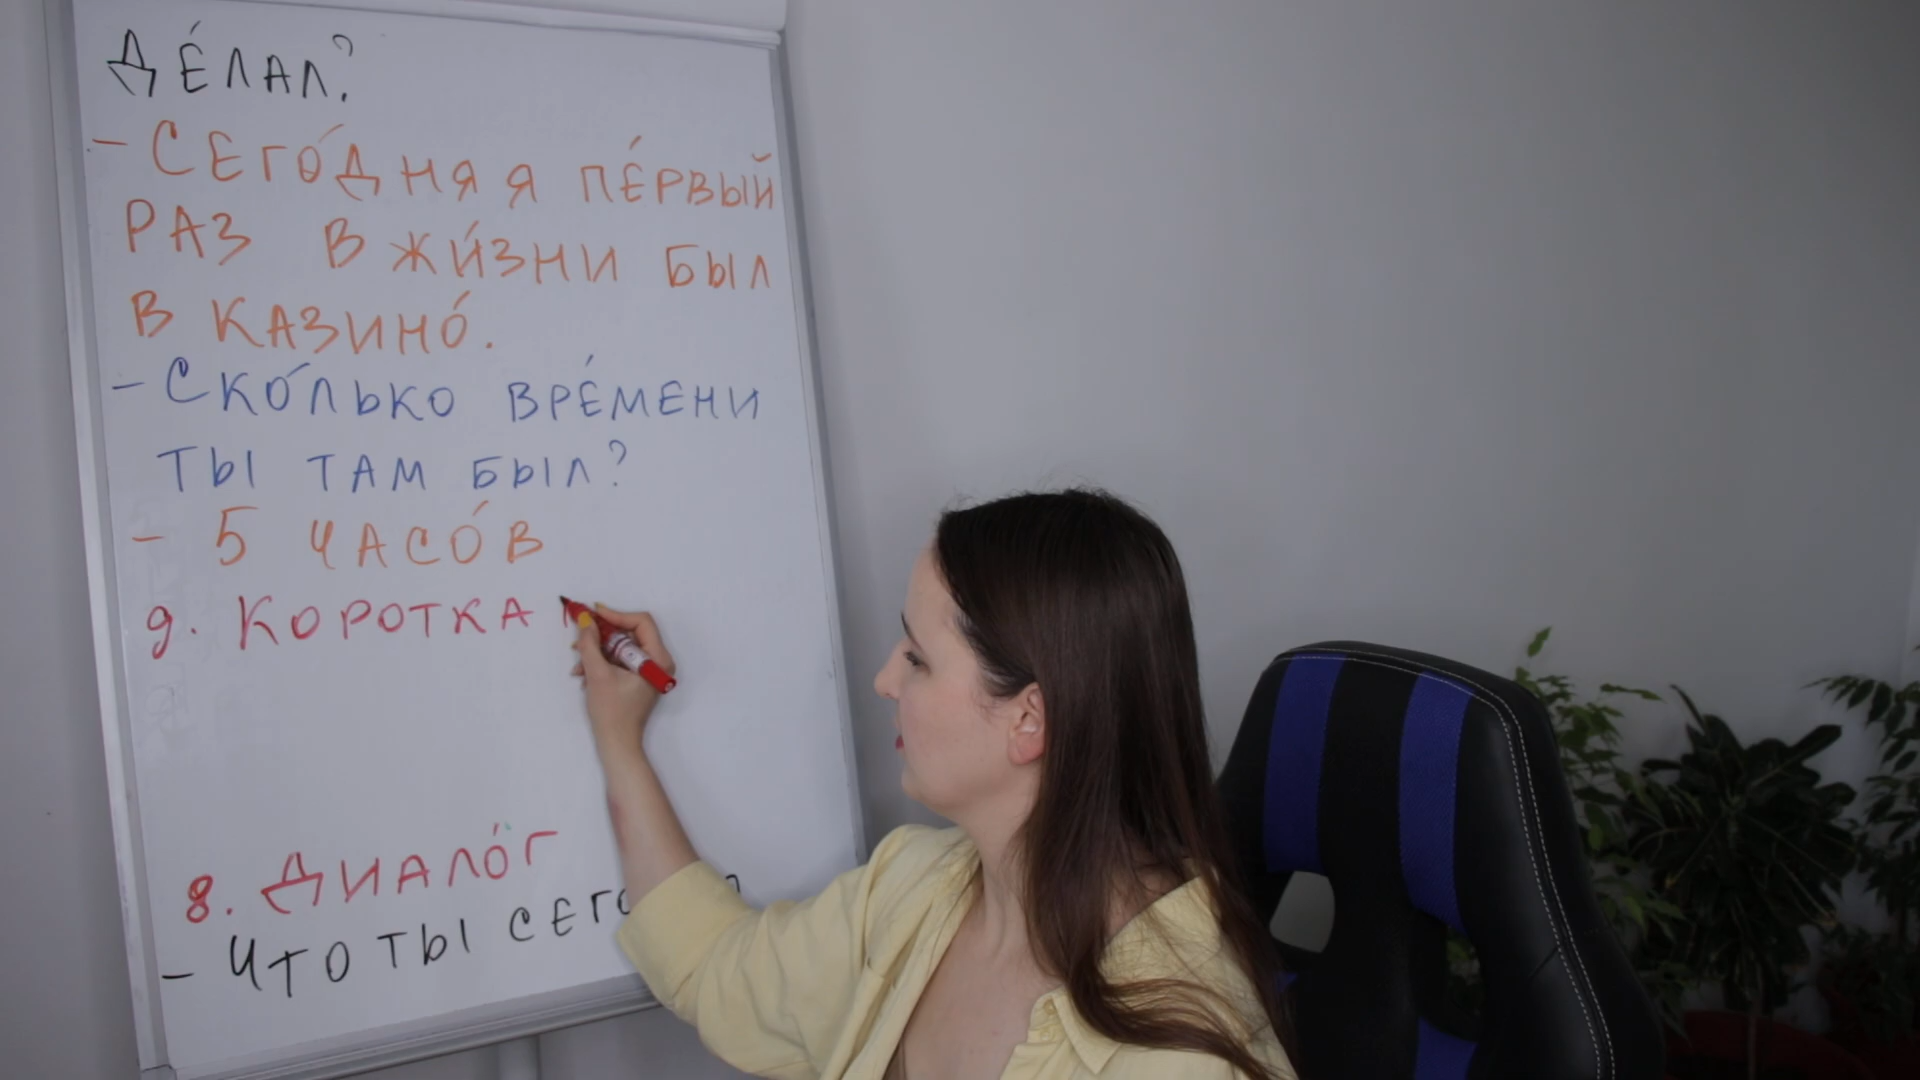 ДЕ́ЛАЛ?
- СЕГО́ДНЯ Я ПЕ́РВЫЙ
РАЗ В ЖИ́ЗНИ БЫЛ
В КАЗИНО́.
- СКО́ЛЬКО ВРЕ́МЕНИ
ТЫ ТАМ БЫЛ?
- 5 ЧАСО́В
9. КОРОТКА
8. ДИАЛО́Г
- ЧТО ТЫ СЕГО